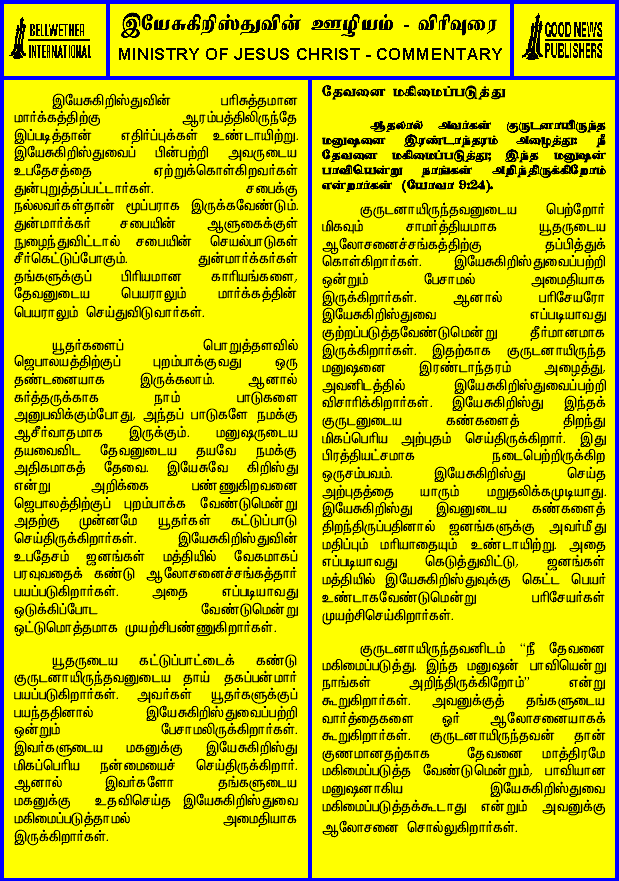 BELLWETHER
INTERNATIONAL
இயேசுகிறிஸ்துவின் ஊழியம் - விரிவுரை
MINISTRY OF JESUS CHRIST - COMMENTARY
GOOD NEWS
PUBLISHERS
இயேசுகிறிஸ்துவின் பரிசுத்தமான
மார்க்கத்திற்கு ஆரம்பத்திலிருந்தே
இப்படித்தான் எதிர்ப்புக்கள் உண்டாயிற்று.
இயேசுகிறிஸ்துவைப் பின்பற்றி அவருடைய
உபதேசத்தை ஏற்றுக்கொள்கிறவர்கள்
துன்புறுத்தப்பட்டார்கள். சபைக்கு
நல்லவர்கள்தான் மூப்பராக இருக்கவேண்டும்.
துன்மார்க்கர் சபையின் ஆளுகைக்குள்
நுழைந்துவிட்டால் சபையின் செயல்பாடுகள்
சீர்கெட்டுப்போகும். துன்மார்க்கர்கள்
தங்களுக்குப் பிரியமான காரியங்களை,
தேவனுடைய பெயராலும் மார்க்கத்தின்
பெயராலும் செய்துவிடுவார்கள்.
யூதர்களைப் பொறுத்தளவில்
ஜெபாலயத்திற்குப் புறம்பாக்குவது ஒரு
தண்டனையாக இருக்கலாம். ஆனால்
கர்த்தருக்காக நாம் பாடுகளை
அனுபவிக்கும்போது, அந்தப் பாடுகளே நமக்கு
ஆசீர்வாதமாக இருக்கும். மனுஷருடைய
தயவைவிட தேவனுடைய தயவே நமக்கு
அதிகமாகத் தேவை. இயேசுவே கிறிஸ்து
என்று அறிக்கை பண்ணுகிறவனை
ஜெபாலத்திற்குப் புறம்பாக்க வேண்டுமென்று
அதற்கு முன்னமே யூதர்கள் கட்டுப்பாடு
செய்திருக்கிறார்கள். இயேசுகிறிஸ்துவின்
உபதேசம் ஜனங்கள் மத்தியில் வேகமாகப்
பரவுவதைக் கண்டு ஆலோசனைச்சங்கத்தார்
பயப்படுகிறார்கள். அதை எப்படியாவது
ஒடுக்கிப்போட வேண்டுமென்று
ஒட்டுமொத்தமாக முயற்சிபண்ணுகிறார்கள்.
யூதருடைய கட்டுப்பாட்டைக் கண்டு
குருடனாயிருந்தவனுடைய தாய் தகப்பன்மார்
பயப்படுகிறார்கள். அவர்கள் யூதர்களுக்குப்
பயந்ததினால் இயேசுகிறிஸ்துவைப்பற்றி
ஒன்றும் பேசாமலிருக்கிறார்கள்.
இவர்களுடைய மகனுக்கு இயேசுகிறிஸ்து
மிகப்பெரிய நன்மையைச் செய்திருக்கிறார்.
ஆனால் இவர்களோ தங்களுடைய
மகனுக்கு உதவிசெய்த இயேசுகிறிஸ்துவை
மகிமைப்படுத்தாமல் அமைதியாக
இருக்கிறார்கள்.
தேவனை மகிமைப்படுத்து
ஆதலால் அவர்கள் குருடனாயிருந்த
மனுஷனை இரண்டாந்தரம் அழைத்து: நீ
தேவனை மகிமைப்படுத்து; இந்த மனுஷன்
பாவியென்று நாங்கள் அறிந்திருக்கிறோம்
என்றார்கள் (யோவா 9:24).
குருடனாயிருந்தவனுடைய பெற்றோர்
மிகவும் சாமர்த்தியமாக யூதருடைய
ஆலோசனைச்சங்கத்திற்கு தப்பித்துக்
கொள்கிறார்கள். இயேசுகிறிஸ்துவைப்பற்றி
ஒன்றும் பேசாமல் அமைதியாக
இருக்கிறார்கள். ஆனால் பரிசேயரோ
இயேசுகிறிஸ்துவை எப்படியாவது
குற்றப்படுத்தவேண்டுமென்று தீர்மானமாக
இருக்கிறார்கள். இதற்காக குருடனாயிருந்த
மனுஷனை இரண்டாந்தரம் அழைத்து,
அவனிடத்தில் இயேசுகிறிஸ்துவைப்பற்றி
விசாரிக்கிறார்கள். இயேசுகிறிஸ்து இந்தக்
குருடனுடைய கண்களைத் திறந்து
மிகப்பெரிய அற்புதம் செய்திருக்கிறார். இது
பிரத்தியட்சமாக நடைபெற்றிருக்கிற
ஒருசம்பவம். இயேசுகிறிஸ்து செய்த
அற்புதத்தை யாரும் மறுதலிக்கமுடியாது.
இயேசுகிறிஸ்து இவனுடைய கண்களைத்
திறந்திருப்பதினால் ஜனங்களுக்கு அவர்மீது
மதிப்பும் மரியாதையும் உண்டாயிற்று. அதை
எப்படியாவது கெடுத்துவிட்டு, ஜனங்கள்
மத்தியில் இயேசுகிறிஸ்துவுக்கு கெட்ட பெயர்
உண்டாகவேண்டுமென்று பரிசேயர்கள்
முயற்சிசெய்கிறார்கள்.
குருடனாயிருந்தவனிடம் “நீ தேவனை
மகிமைப்படுத்து. இந்த மனுஷன் பாவியென்று
நாங்கள் அறிந்திருக்கிறோம்” என்று
கூறுகிறார்கள். அவனுக்குத் தங்களுடைய
வார்த்தைகளை ஓர் ஆலோசனையாகக்
கூறுகிறார்கள். குருடனாயிருந்தவன் தான்
குணமானதற்காக தேவனை மாத்திரமே
மகிமைப்படுத்த வேண்டுமென்றும், பாவியான
மனுஷனாகிய இயேசுகிறிஸ்துவை
மகிமைப்படுத்தக்கூடாது என்றும் அவனுக்கு
ஆலோசனை சொல்லுகிறார்கள்.